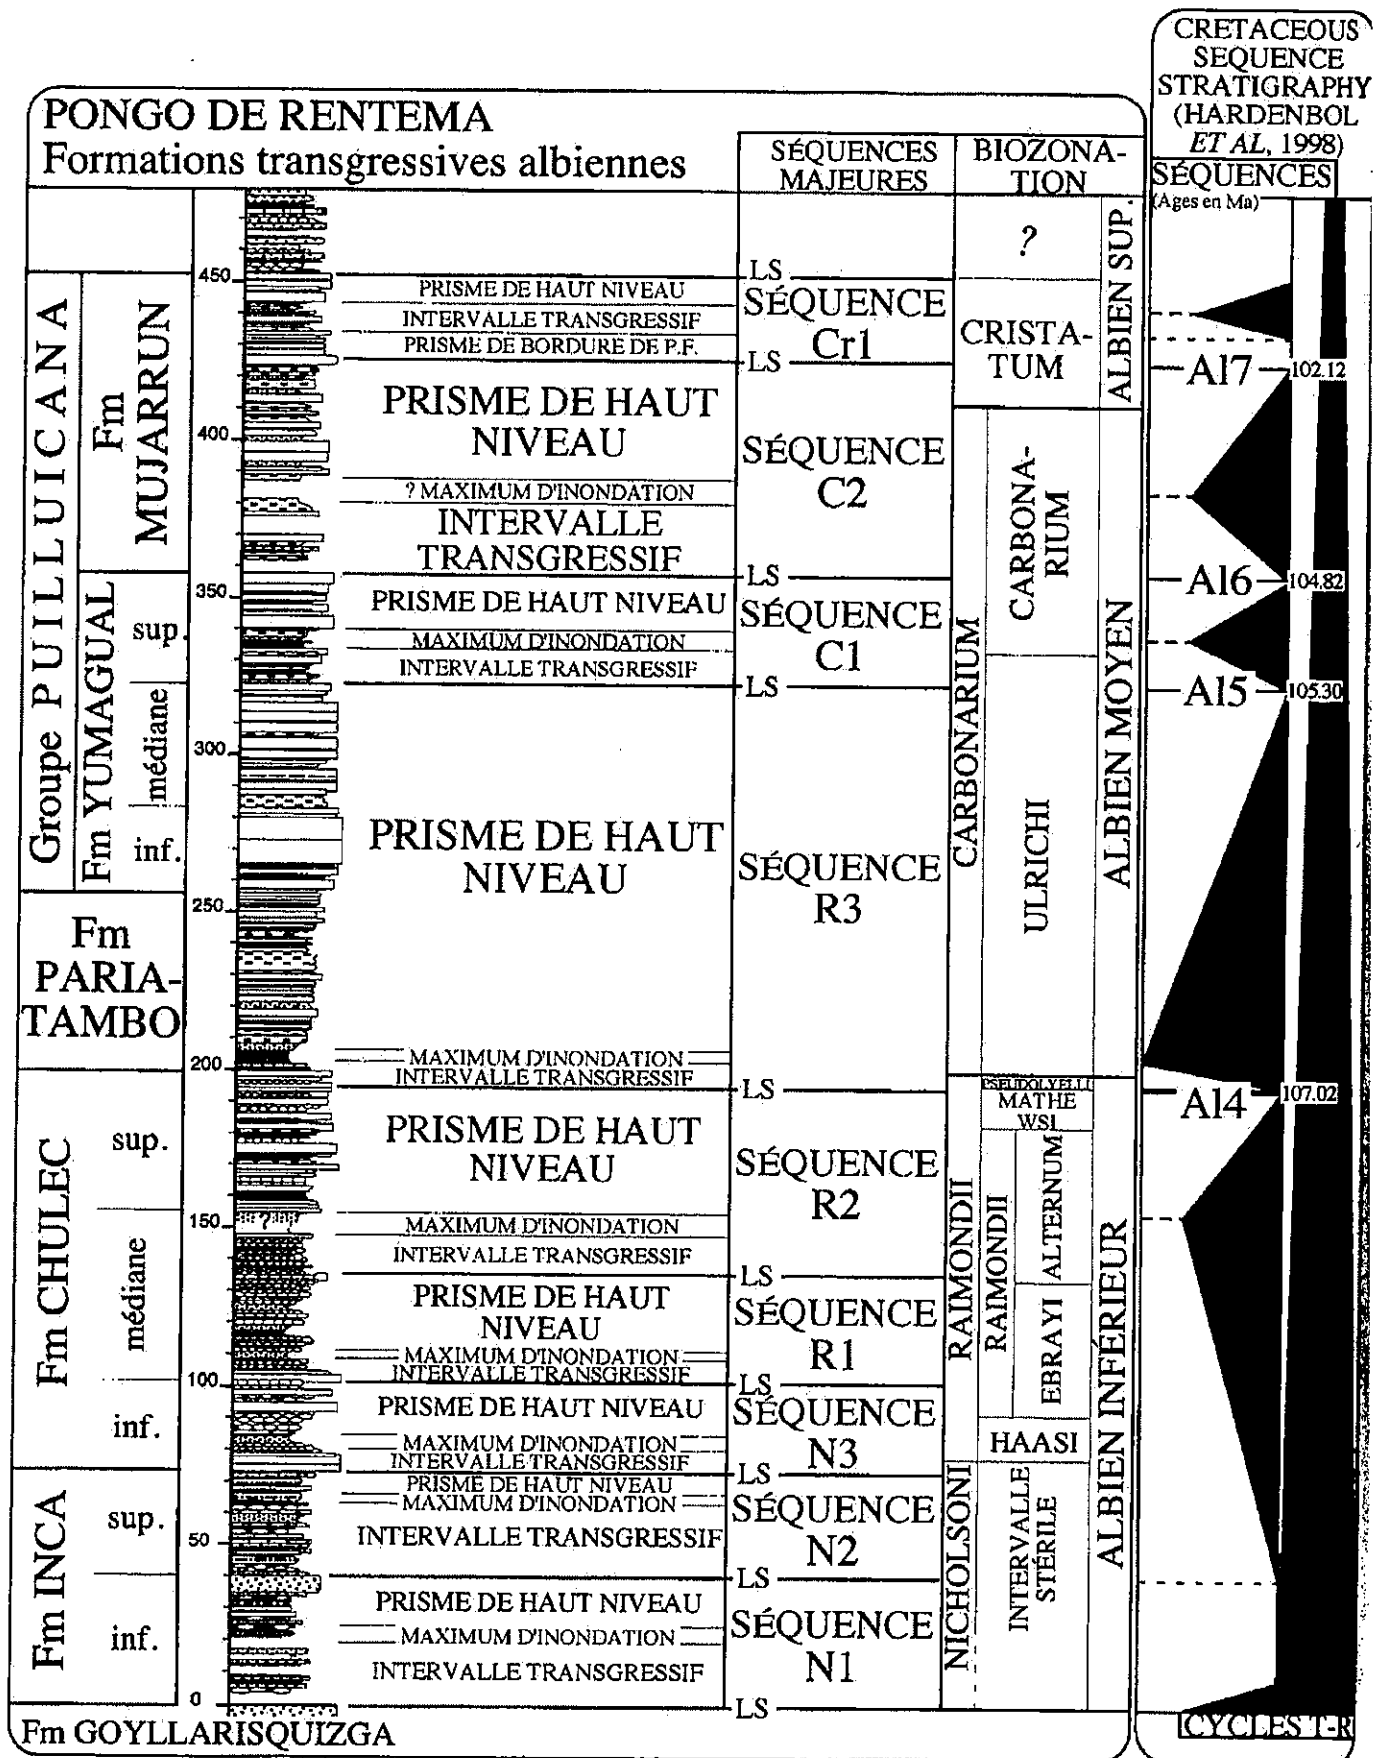 CRETACEOUS
SEQUENCE
STRATIGRAPHY
(HARDENBOL
ET AL, 1998)
SÉQUENCES
(Ages en Ma)
PONGO DE RENTEMA
Formations transgressives albiennes
SÉQUENCES
MAJEURES
BIOZONA-
TION
Groupe PUILLUICANA
Fm
MUJARRUN
Fm YUMAGUAL
sup.
médiane
inf.
Fm
PARIA-
TAMBO
Fm CHULEC
sup.
médiane
inf.
Fm INCA
sup.
inf.
Fm GOYLLARISQUIZGA
450
400
350
300
250
200
150
100
50
0
?
PRISME DE HAUT NIVEAU
INTERVALLE TRANSGRESSIF
PRISME DE BORDURE DE P.F.
PRISME DE HAUT
NIVEAU
? MAXIMUM D'INONDATION
INTERVALLE
TRANSGRESSIF
PRISME DE HAUT NIVEAU
MAXIMUM D'INONDATION
INTERVALLE TRANSGRESSIF
PRISME DE HAUT
NIVEAU
MAXIMUM D'INONDATION
INTERVALLE TRANSGRESSIF
PRISME DE HAUT
NIVEAU
MAXIMUM D'INONDATION
INTERVALLE TRANSGRESSIF
PRISME DE HAUT
NIVEAU
MAXIMUM D'INONDATION
INTERVALLE TRANSGRESSIF
PRISME DE HAUT NIVEAU
MAXIMUM D'INONDATION
INTERVALLE TRANSGRESSIF
PRISME DE HAUT NIVEAU
MAXIMUM D'INONDATION
INTERVALLE TRANSGRESSIF
PRISME DE HAUT NIVEAU
MAXIMUM D'INONDATION
INTERVALLE TRANSGRESSIF
LS
SÉQUENCE
Cr1
LS
SÉQUENCE
C2
LS
SÉQUENCE
C1
LS
SÉQUENCE
R3
LS
SÉQUENCE
R2
LS
SÉQUENCE
R1
LS
SÉQUENCE
N3
LS
SÉQUENCE
N2
LS
SÉQUENCE
N1
LS
?
CRISTA-
TUM
CARBONARIUM
CARBONA-
RIUM
ULRICHI
RAIMONDII
PSEUDOLYELLI
MATHE
WSI
RAIMONDII
ALTERNUM
EBRAYI
HAASI
NICHOLSONI
INTERVALLE
STÉRILE
ALBIEN SUP.
ALBIEN MOYEN
ALBIEN INFÉRIEUR
Al7
102.12
Al6
104.82
Al5
105.30
Al4
107.02
CYCLES T-R